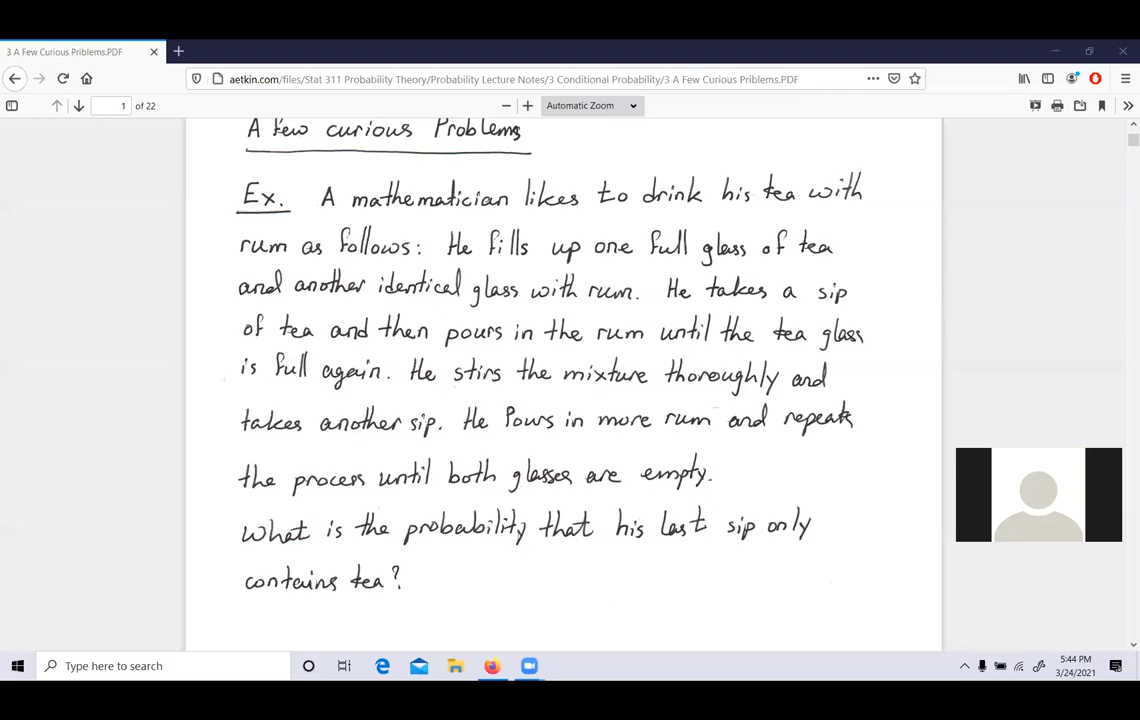 3 A Few Curious Priblems.PDF
aetkin.com/files/Stat 311 Probability Theory/Probability Lecture Notes/3 Conditional Probability/3 A Few Curious Priblems.PDF
1 of 22
Automatic Zoom
A Few curious Problems
Ex. A mathematician likes to drink his tea with
rum as follows: He fills up one full glass of tea
and another identical glass with rum. He takes a sip
of tea and then pours in the rum until the tea glass
is full again. He stirs the mixture thoroughly and
takes another sip. He Pours in more rum and repeats
the process until both glasses are empty.
What is the probability that his last sip only
contains tea?
Type here to search
5:44 PM
3/24/2021